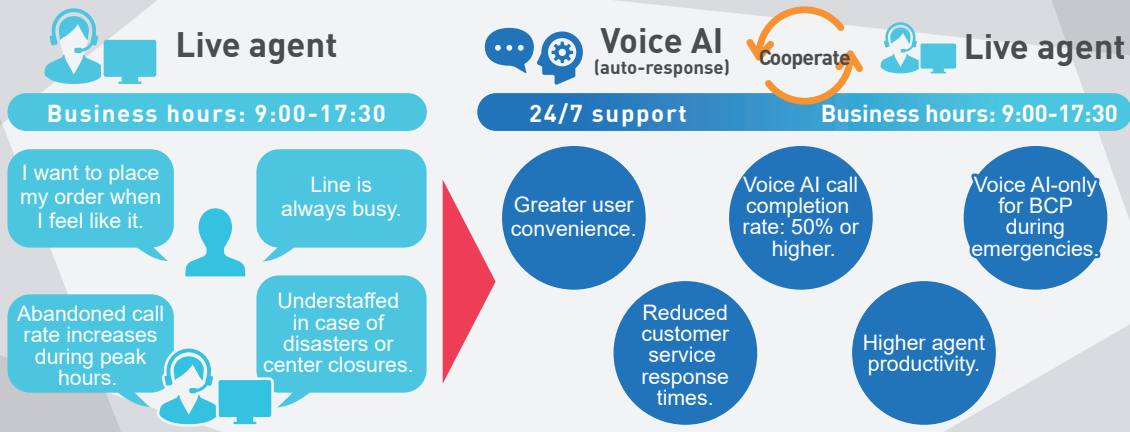 Live agent
Business hours: 9:00-17:30
I want to place
my order when
I feel like it.
Line is
always busy.
Abandoned call
rate increases
during peak
hours.
Understaffed
in case of
disasters or
center closures.
Voice AI
(auto-response)
Cooperate
Live agent
24/7 support
Business hours: 9:00-17:30
Greater user
convenience.
Voice AI call
completion
rate: 50% or
higher.
Voice AI-only
for BCP
during
emergencies.
Reduced
customer
service
response
times.
Higher agent
productivity.